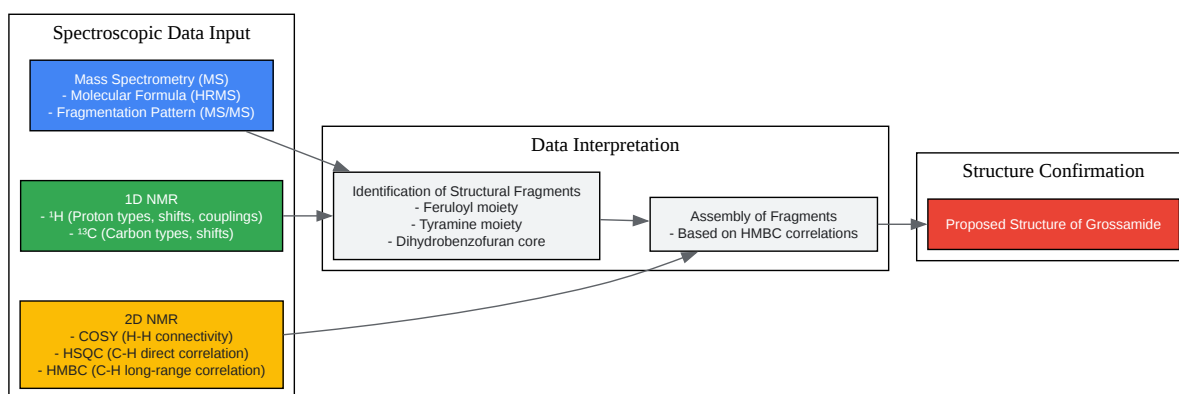 Spectroscopic Data Input
Mass Spectrometry (MS)
- Molecular Formula (HRMS)
- Fragmentation Pattern (MS/MS)
1D NMR
- ¹H (Proton types, shifts, couplings)
- ¹³C (Carbon types, shifts)
2D NMR
- COSY (H-H connectivity)
- HSQC (C-H direct correlation)
- HMBC (C-H long-range correlation)
Data Interpretation
Identification of Structural Fragments
- Feruloyl moiety
- Tyramine moiety
- Dihydrobenzofuran core
Assembly of Fragments
- Based on HMBC correlations
Structure Confirmation
Proposed Structure of Grossamide